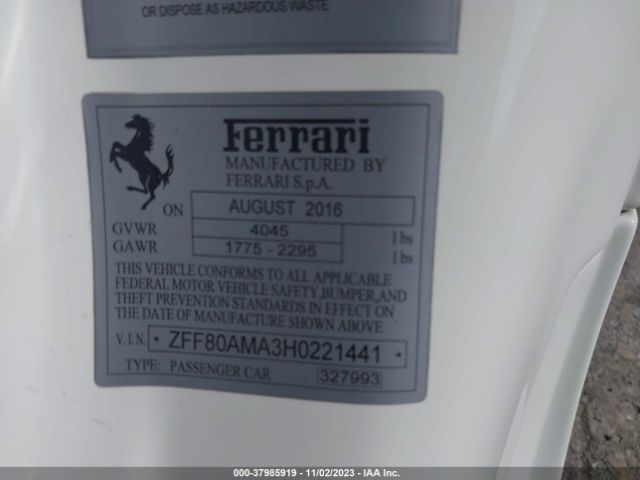 OR DISPOSE AS HAZARDOUS WASTE
Ferrari
MANUFACTURED BY
FERRARI S.p.A.
ON AUGUST 2016
GVWR 4045 lbs
GAWR 1775 - 2295 lbs
THIS VEHICLE CONFORMS TO ALL APPLICABLE
FEDERAL MOTOR VEHICLE SAFETY,BUMPER,AND
THEFT PREVENTION STANDARDS IN EFFECT ON
THE DATE OF MANUFACTURE SHOWN ABOVE
V.I.N. * ZFF80AMA3H0221441 *
TYPE: PASSENGER CAR 327993
000-37985919 - 11/02/2023 - IAA Inc.